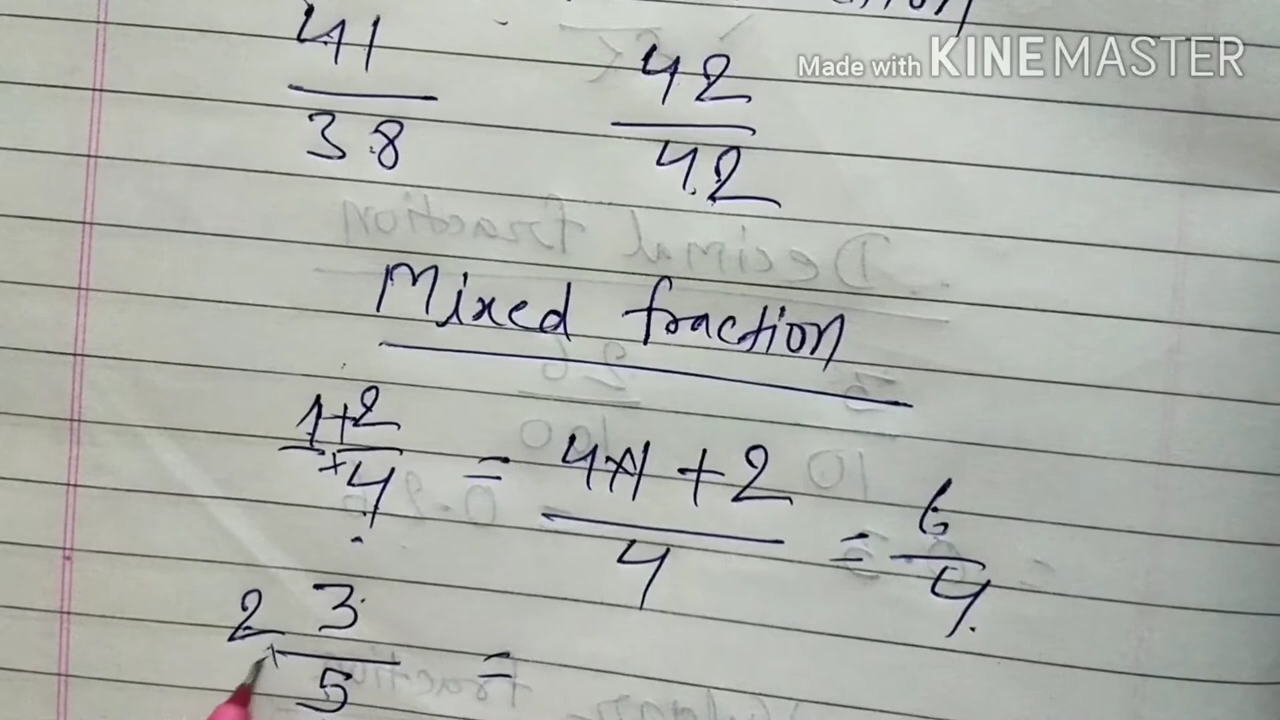 Made with KINEMASTER
41/38 42/42
Mixed fraction
1+2/×4 = 4×1+2/4 = 6/4
2×3/5 =